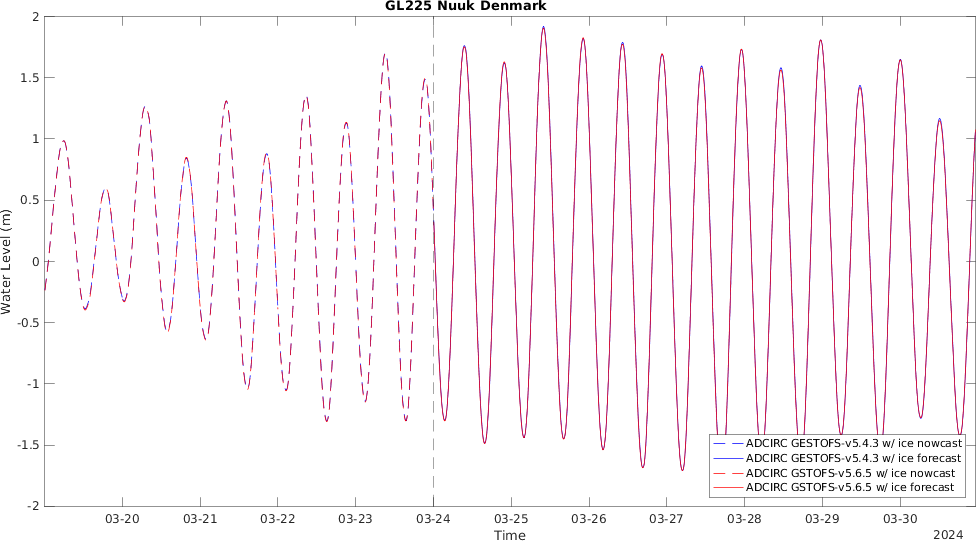 GL225 Nuuk Denmark
2
1.5
1
0.5
0
-0.5
-1
-1.5
-2
Water Level (m)
03-20 03-21 03-22 03-23 03-24 03-25 03-26 03-27 03-28 03-29 03-30
Time
2024
ADCIRC GESTOFS-v5.4.3 w/ ice nowcast
ADCIRC GESTOFS-v5.4.3 w/ ice forecast
ADCIRC GSTOFS-v5.6.5 w/ ice nowcast
ADCIRC GSTOFS-v5.6.5 w/ ice forecast